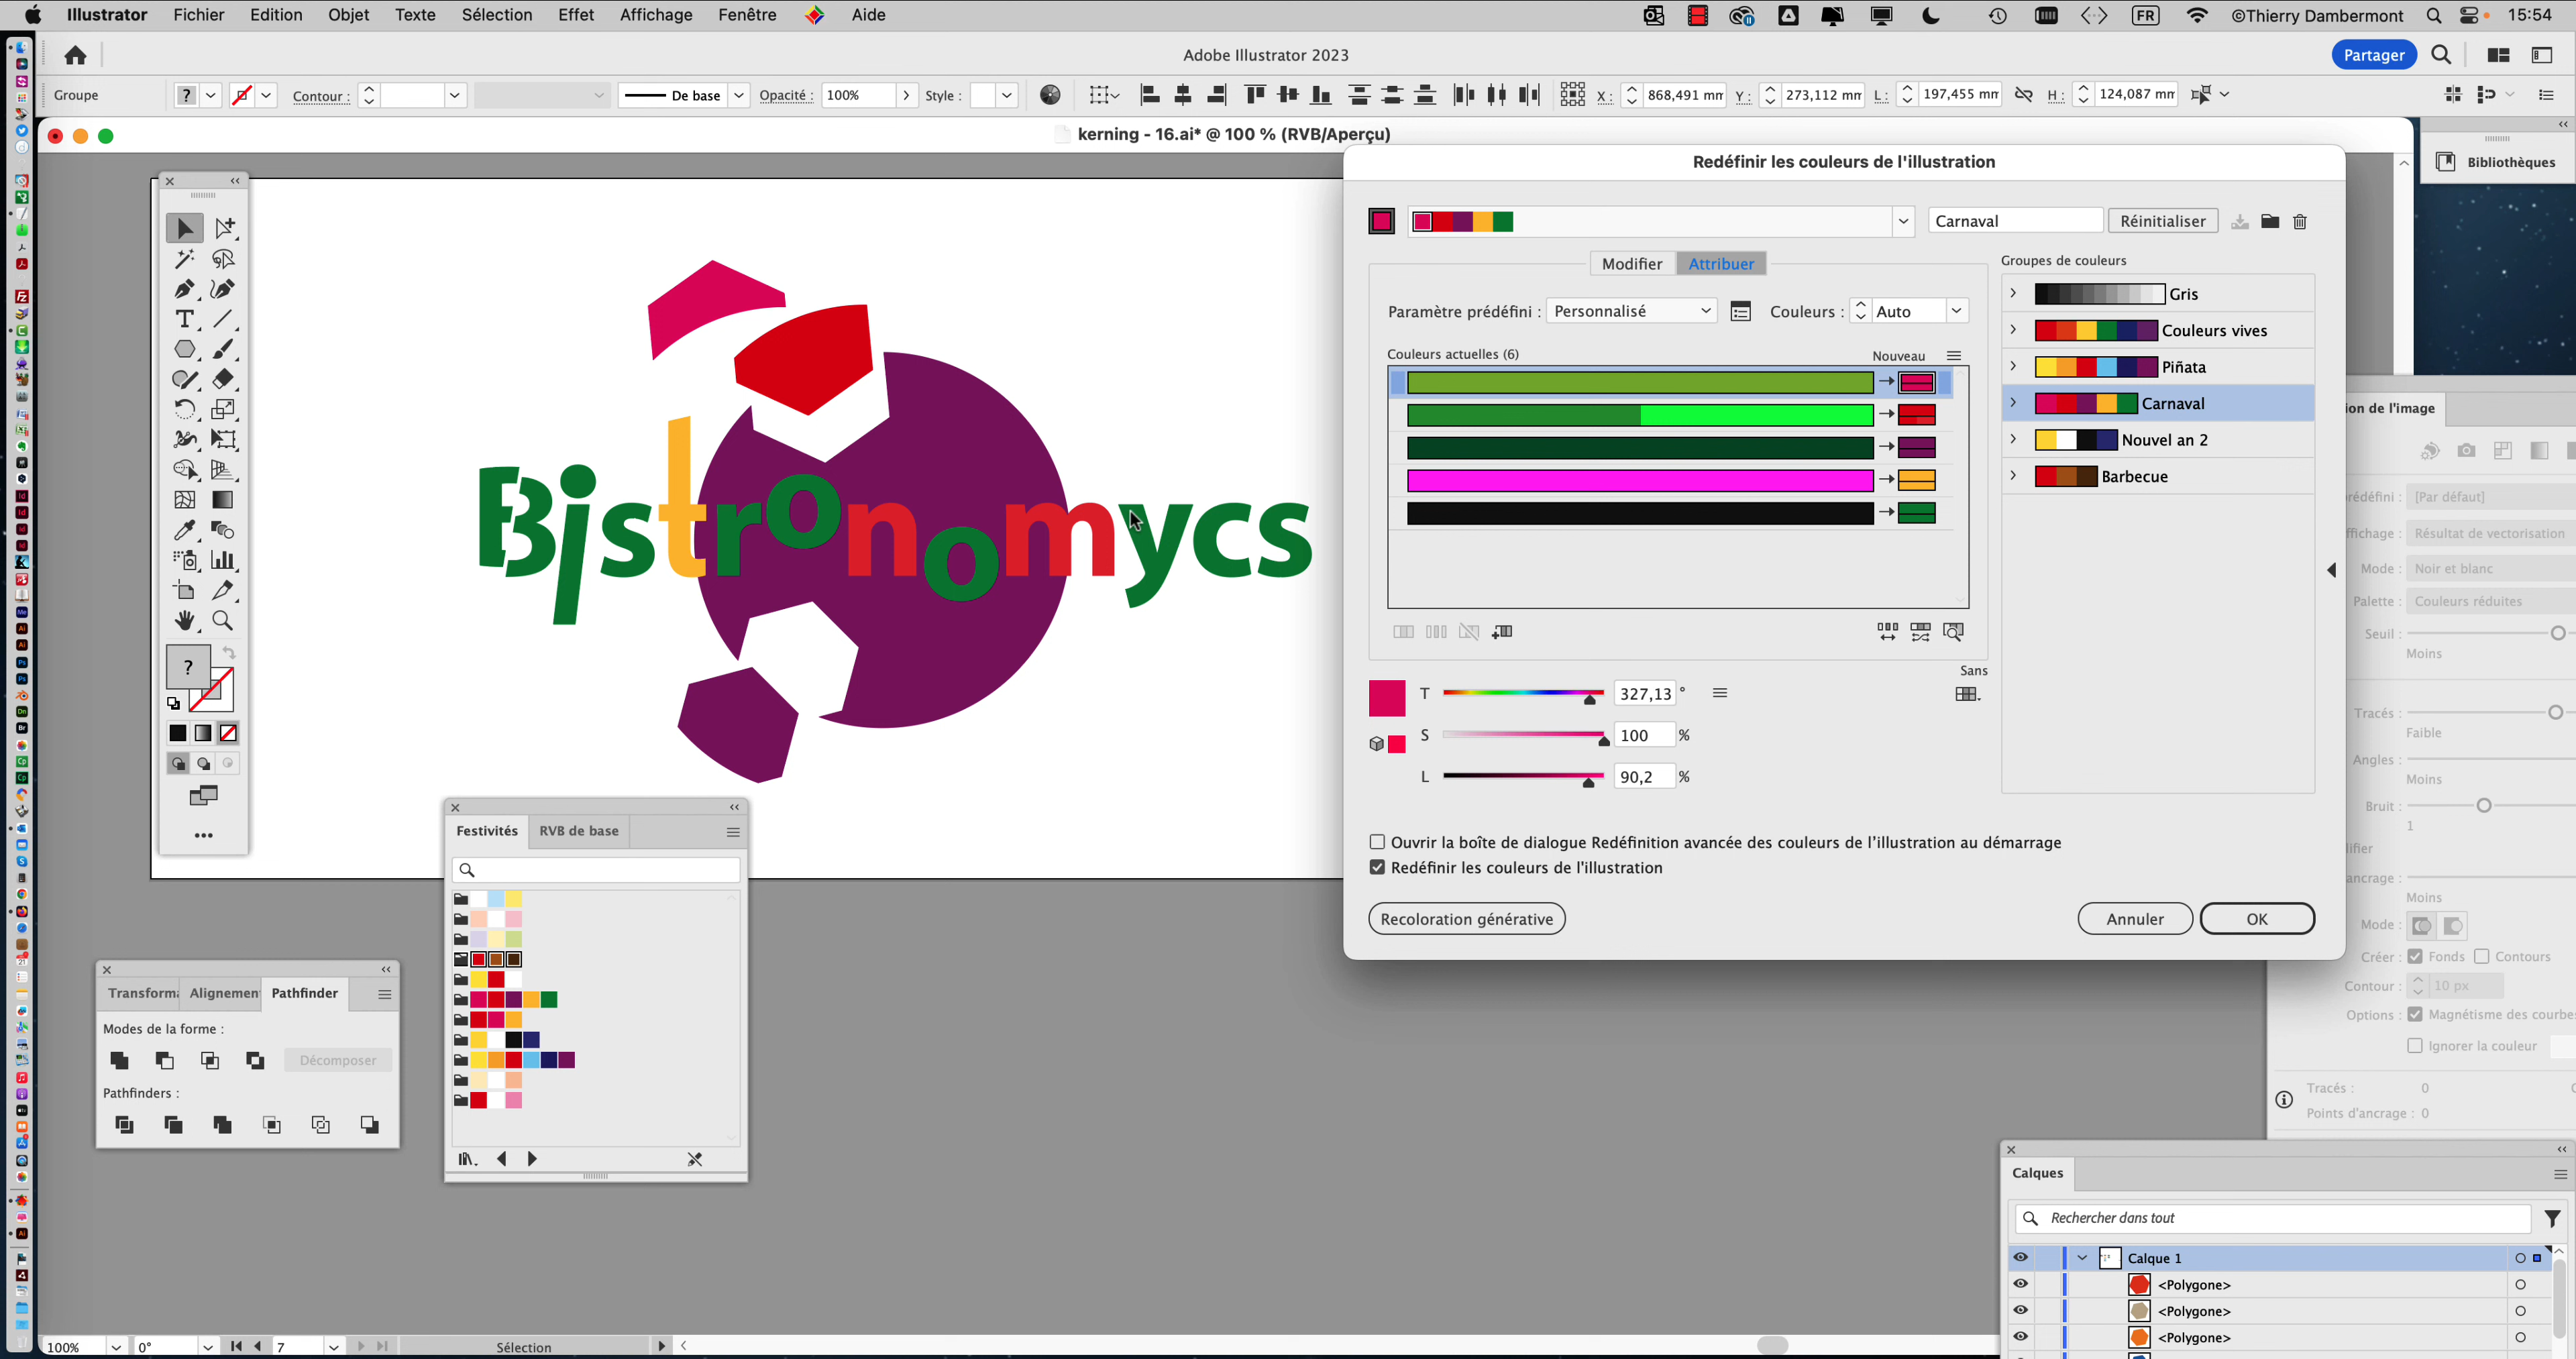 Illustrator Fichier Edition Objet Texte Sélection Effet Affichage Fenêtre Aide FR ©Thierry Dambermont 15:54
Adobe Illustrator 2023
Partager
Groupe ? Contour : De base Opacité : 100% Style : X : 868,491 mm Y : 273,112 mm L : 197,455 mm H : 124,087 mm
kerning - 16.ai* @ 100 % (RVB/Aperçu)
Bibliothèques
Redéfinir les couleurs de l'illustration
Carnaval Réinitialiser
Modifier Attribuer
Groupes de couleurs
Paramètre prédéfini : Personnalisé Couleurs : Auto
Couleurs actuelles (6)
Nouveau
Gris
Couleurs vives
Piñata
Carnaval
Nouvel an 2
Barbecue
Sans
T 327,13 °
S 100 %
L 90,2 %
Ouvrir la boîte de dialogue Redéfinition avancée des couleurs de l'illustration au démarrage
Redéfinir les couleurs de l'illustration
Recoloration générative Annuler OK
Bistronomycs
?
Festivités RVB de base
Transforma Alignemen Pathfinder
Modes de la forme :
Décomposer
Pathfinders :
ion de l'image
rédéfini : [Par défaut]
ffichage : Résultat de vectorisation
Mode : Noir et blanc
Palette : Couleurs réduites
Seuil :
Moins
Tracés :
Faible
Angles :
Moins
Bruit :
1
ifier
ancrage :
Moins
Mode :
Créer : Fonds Contours
Contour : 10 px
Options : Magnétisme des courbes
Ignorer la couleur
Tracés : 0
Points d'ancrage : 0
Calques
Rechercher dans tout
Calque 1
<Polygone>
<Polygone>
<Polygone>
100% 0° 7 Sélection